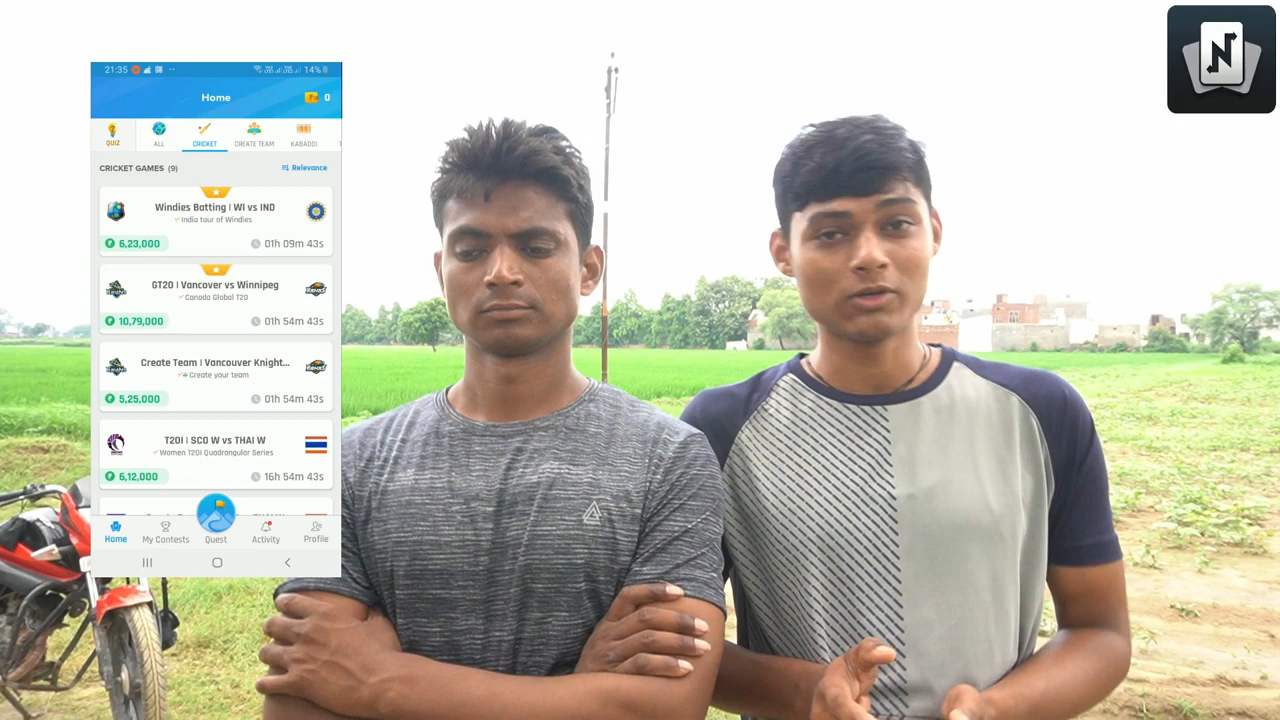 21:35
14%
Home
0
QUIZ
ALL
CRICKET
CREATE TEAM
KABADDI
CRICKET GAMES (9)
Relevance
Windies Batting | WI vs IND
India tour of Windies
6,23,000
01h 09m 43s
GT20 | Vancover vs Winnipeg
Canada Global T20
10,79,000
01h 54m 43s
Create Team | Vancouver Knight...
Create your team
5,25,000
01h 54m 43s
T20I | SCO W vs THAI W
Women T20I Quadrangular Series
6,12,000
16h 54m 43s
Home
My Contests
Quest
Activity
Profile
N